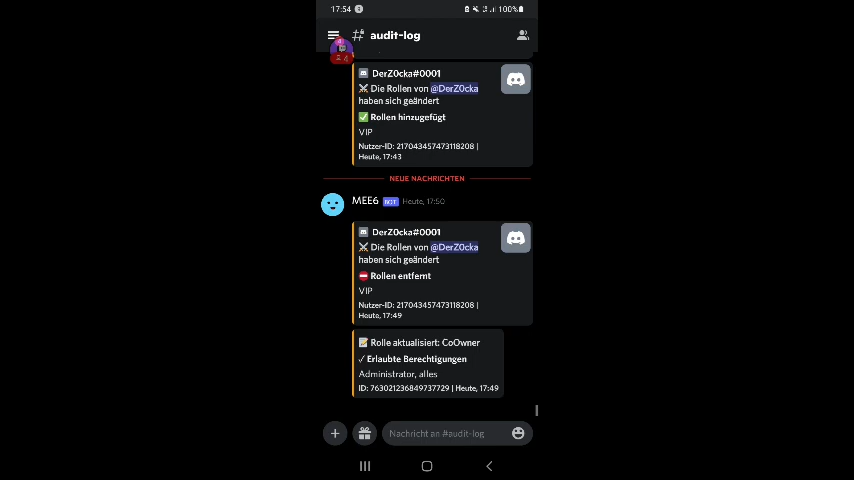 17:54
100%
# audit-log
4
DerZ0cka#0001
Die Rollen von @DerZ0cka
haben sich geändert
Rollen hinzugefügt
VIP
Nutzer-ID: 217043457473118208 |
Heute, 17:43
NEUE NACHRICHTEN
MEE6 BOT Heute, 17:50
DerZ0cka#0001
Die Rollen von @DerZ0cka
haben sich geändert
Rollen entfernt
VIP
Nutzer-ID: 217043457473118208 |
Heute, 17:49
Rolle aktualisiert: CoOwner
✓ Erlaubte Berechtigungen
Administrator, alles
ID: 763021236849737729 | Heute, 17:49
Nachricht an #audit-log